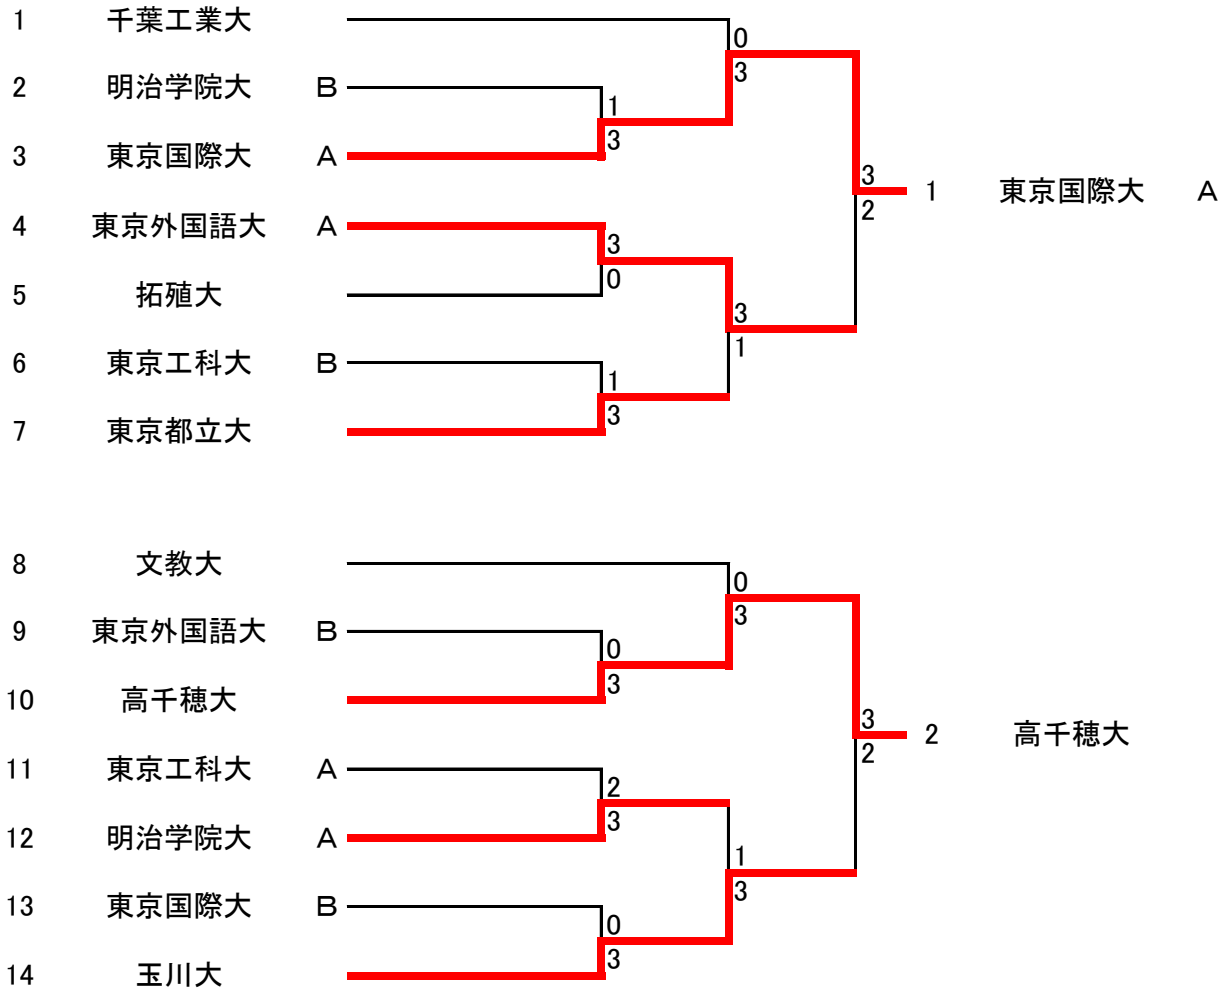 1 千葉工業大
0
3
2 明治学院大 B
1
3
3 東京国際大 A
3
2
1 東京国際大 A
4 東京外国語大 A
3
0
5 拓殖大
3
1
6 東京工科大 B
1
3
7 東京都立大
8 文教大
0
3
9 東京外国語大 B
0
3
10 高千穂大
3
2
2 高千穂大
11 東京工科大 A
2
3
12 明治学院大 A
1
3
13 東京国際大 B
0
3
14 玉川大